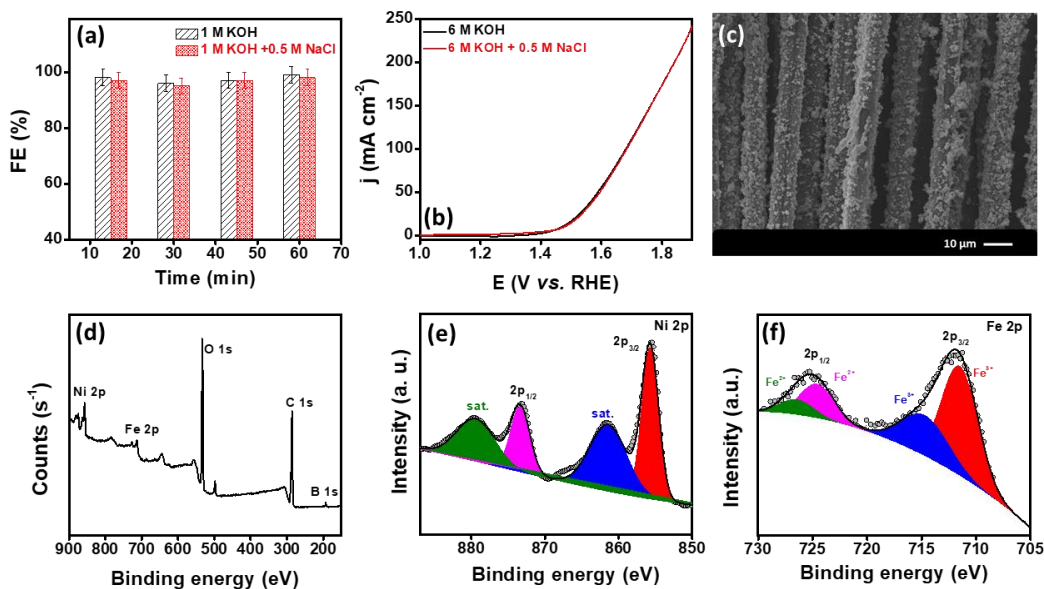 (a)
1 M KOH
1 M KOH +0.5 M NaCl
FE (%)
100
80
60
40
10 20 30 40 50 60 70
Time (min)
6 M KOH
6 M KOH + 0.5 M NaCl
j (mA cm⁻²)
250
200
150
100
50
0
(b)
1.0 1.2 1.4 1.6 1.8
E (V vs. RHE)
(c)
10 µm
(d)
O 1s
Ni 2p
C 1s
Fe 2p
B 1s
Counts (s⁻¹)
900 800 700 600 500 400 300 200
Binding energy (eV)
(e)
Ni 2p
2p3/2
2p1/2
sat.
sat.
Intensity (a. u.)
880 870 860 850
Binding energy (eV)
(f)
Fe 2p
2p3/2
2p1/2
Intensity (a.u.)
730 725 720 715 710 705
Binding energy (eV)